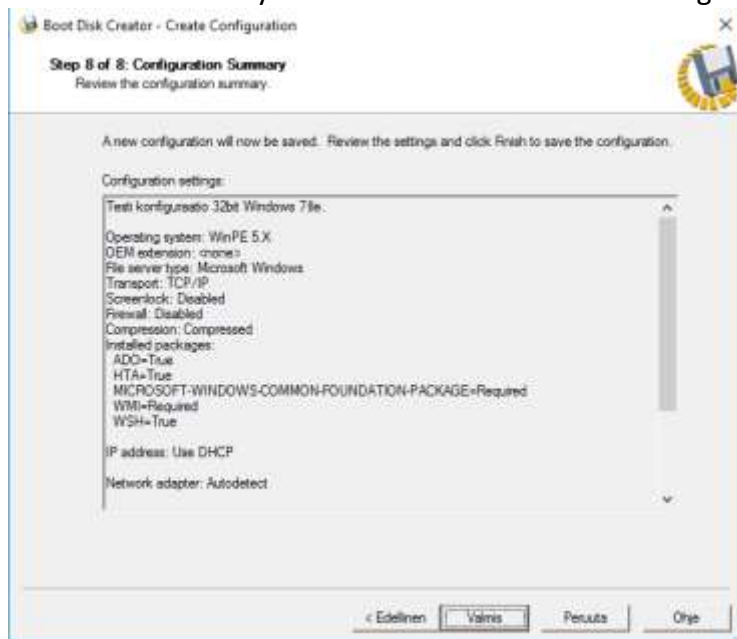 Boot Disk Creator - Create Configuration
Step 8 of 8: Configuration Summary
Review the configuration summary.
A new configuration will now be saved. Review the settings and click Finish to save the configuration.
Configuration settings:
Testi konfiguraatio 32bit Windows 7lle.
Operating system: WinPE 5.X
OEM extension: <none>
File server type: Microsoft Windows
Transport: TCP/IP
Screenlock: Disabled
Firewall: Disabled
Compression: Compressed
Installed packages:
ADO=True
HTA=True
MICROSOFT-WINDOWS-COMMON-FOUNDATION-PACKAGE=Required
WMI=Required
WSH=True
IP address: Use DHCP
Network adapter: Autodetect
< Edellinen
Valmis
Peruuta
Ohje